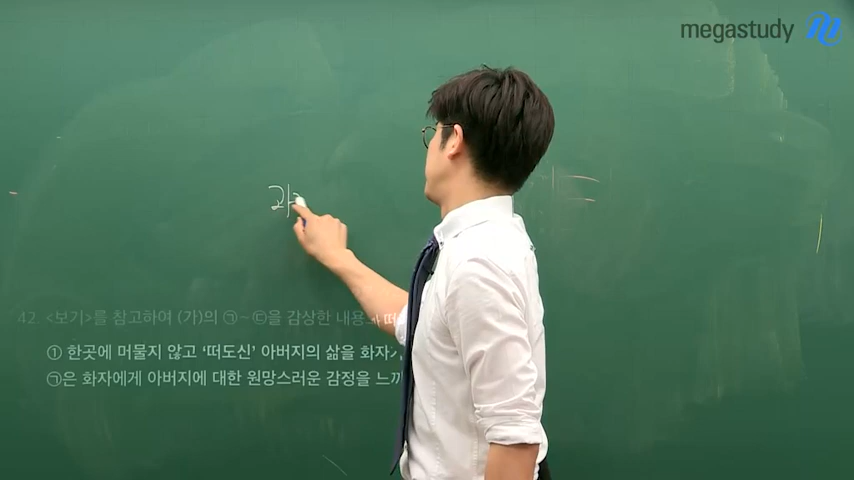 megastudy
과
42. <보기>를 참고하여 (가)의 ㉠~㉢을 감상한 내용
① 한곳에 머물지 않고 ‘떠도신’ 아버지의 삶을 화자가
㉠은 화자에게 아버지에 대한 원망스러운 감정을 느끼